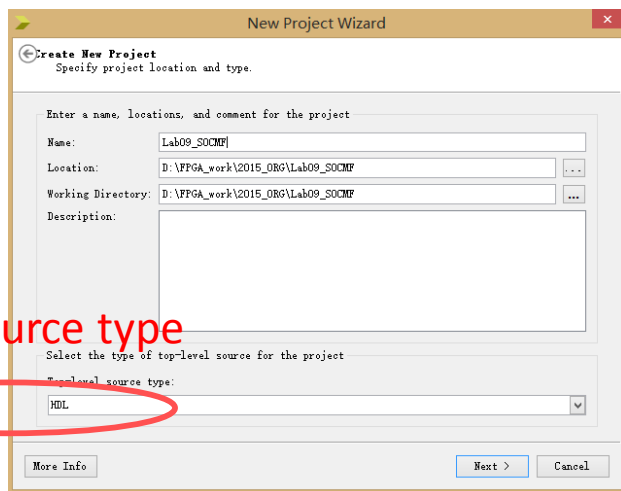 New Project Wizard
Create New Project
Specify project location and type.
Enter a name, locations, and comment for the project
Name: Lab09_SOCMF
Location: D:\FPGA_work\2015_ORG\Lab09_SOCMF ...
Working Directory: D:\FPGA_work\2015_ORG\Lab09_SOCMF ...
Description:
urce type
Select the type of top-level source for the project
Top-level source type:
HDL
More Info Next > Cancel